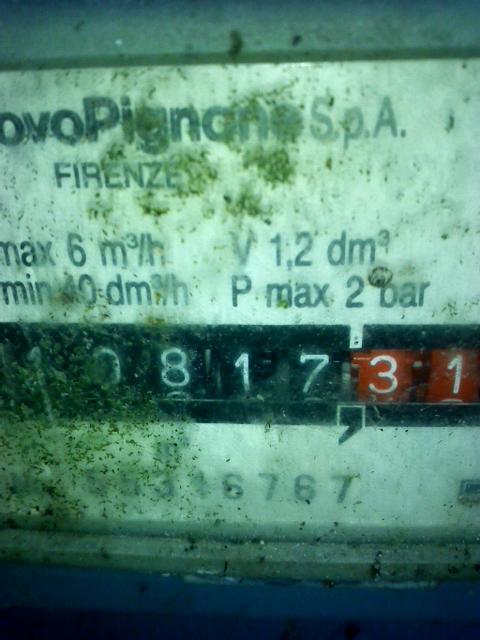 ovoPignone S.p.A.
FIRENZE
max 6 m³/h V 1,2 dm³
min 40 dm³/h P max 2 bar
1 0 8 1 7 , 3 1